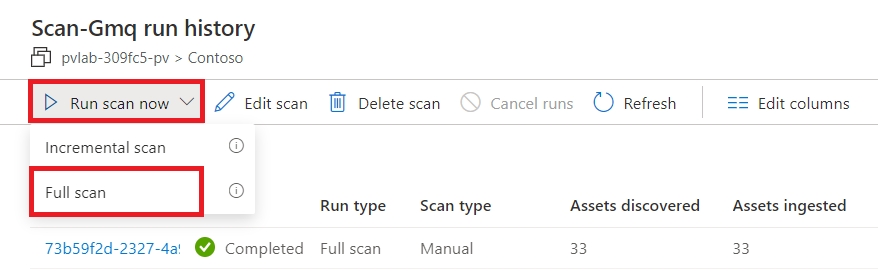 Scan-Gmq run history
pvlab-309fc5-pv > Contoso
Run scan now Edit scan Delete scan Cancel runs Refresh Edit columns
Incremental scan
Full scan
Run type Scan type Assets discovered Assets ingested
73b59f2d-2327-4a9 Completed Full scan Manual 33 33